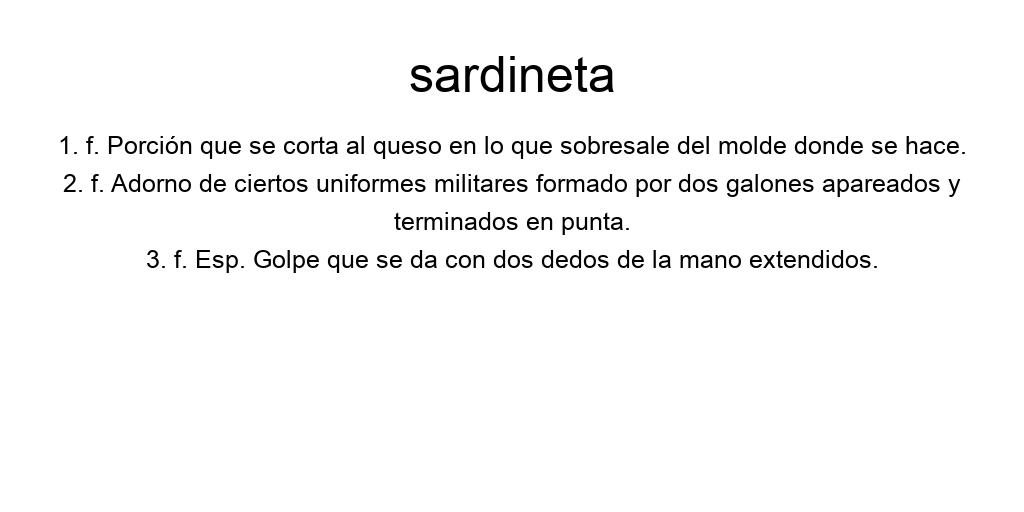 sardineta
1. f. Porción que se corta al queso en lo que sobresale del molde donde se hace.
2. f. Adorno de ciertos uniformes militares formado por dos galones apareados y
terminados en punta.
3. f. Esp. Golpe que se da con dos dedos de la mano extendidos.